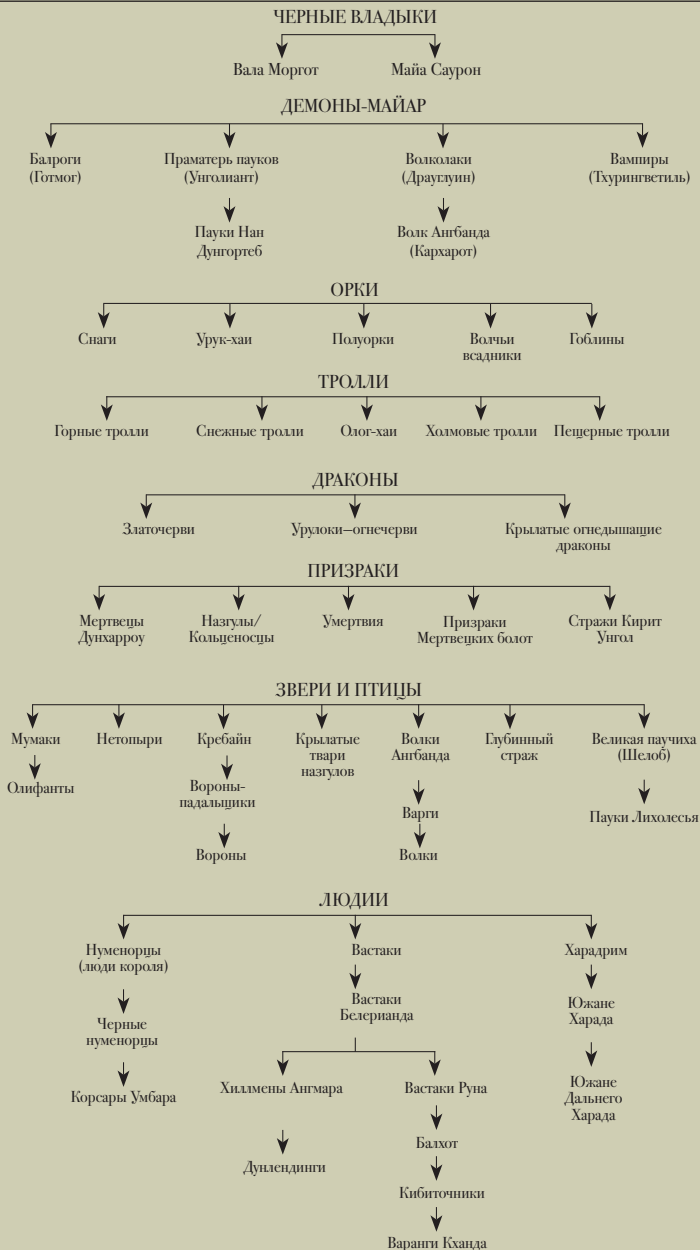 ЧЕРНЫЕ ВЛАДЫКИ
Вала Моргот
Майа Саурон
ДЕМОНЫ-МАЙАР
Балроги
(Готмог)
Праматерь пауков
(Унголиант)
Волколаки
(Драуглуин)
Вампиры
(Тхурингветиль)
Пауки Нан
Дунгортеб
Волк Ангбанда
(Кархарот)
ОРКИ
Снаги
Урук-хаи
Полуорки
Волчьи
всадники
Гоблины
ТРОЛЛИ
Горные тролли
Снежные тролли
Олог-хаи
Холмовые тролли
Пещерные тролли
ДРАКОНЫ
Златочерви
Урулоки—огнечерви
Крылатые огнедышащие
драконы
ПРИЗРАКИ
Мертвецы
Дунхарроу
Назгулы/
Кольценосцы
Умертвия
Призраки
Мертвецких болот
Стражи Кирит
Унгол
ЗВЕРИ И ПТИЦЫ
Мумаки
Нетопыри
Кребайн
Крылатые
твари
назгулов
Волки
Ангбанда
Глубинный
страж
Великая паучиха
(Шелоб)
Олифанты
Вороны-
падальщики
Варги
Пауки Лихолесья
Вороны
Волки
ЛЮДИИ
Нуменорцы
(люди короля)
Вастаки
Харадрим
Черные
нуменорцы
Вастаки
Белерианда
Южане
Харада
Корсары Умбара
Хиллмены Ангмара
Вастаки Руна
Южане
Дальнего
Харада
Дунлендинги
Балхот
Кибиточники
Варанги Кханда